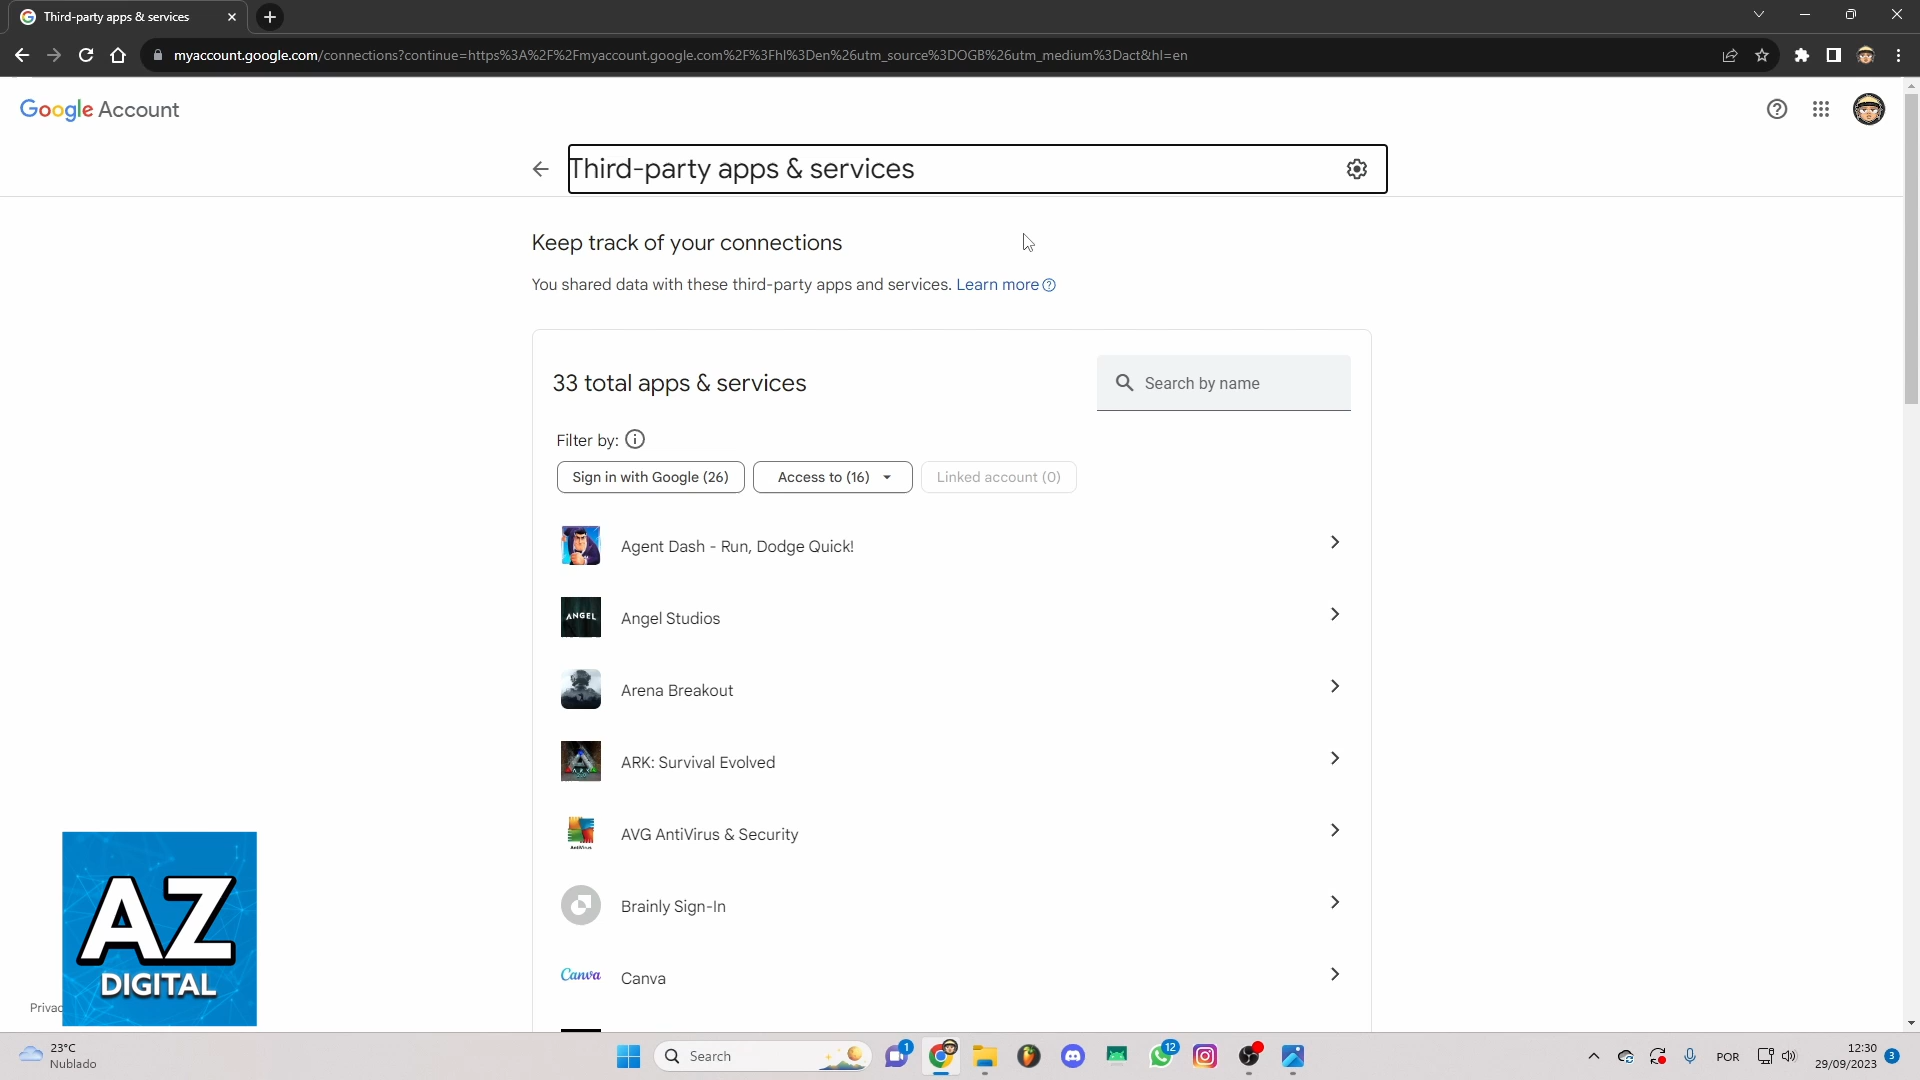 Third-party apps & services
myaccount.google.com/connections?continue=https%3A%2F%2Fmyaccount.google.com%2F%3Fhl%3Den%26utm_source%3DOGB%26utm_medium%3Dact&hl=en
Google Account
Third-party apps & services
Keep track of your connections
You shared data with these third-party apps and services. Learn more
33 total apps & services
Search by name
Filter by:
Sign in with Google (26)
Access to (16)
Linked account (0)
Agent Dash - Run, Dodge Quick!
ANGEL
Angel Studios
Arena Breakout
ARK: Survival Evolved
AVG AntiVirus & Security
AntiVirus
Brainly Sign-In
Canva
Canva
AZ
DIGITAL
Privac
23°C
Nublado
Search
1
12
POR
12:30
29/09/2023
3